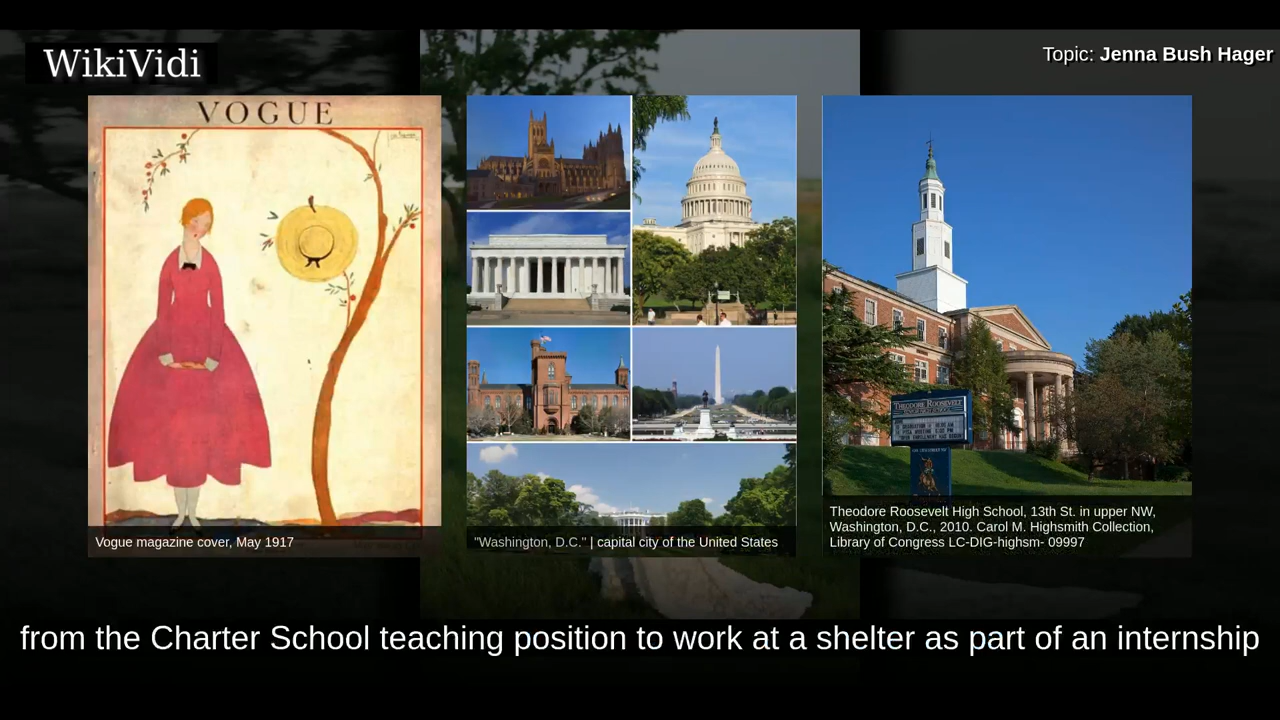 WikiVidi
Topic: Jenna Bush Hager
VOGUE
THEODORE ROOSEVELT
Vogue magazine cover, May 1917
"Washington, D.C." | capital city of the United States
Theodore Roosevelt High School, 13th St. in upper NW,
Washington, D.C., 2010. Carol M. Highsmith Collection,
Library of Congress LC-DIG-highsm- 09997
from the Charter School teaching position to work at a shelter as part of an internship